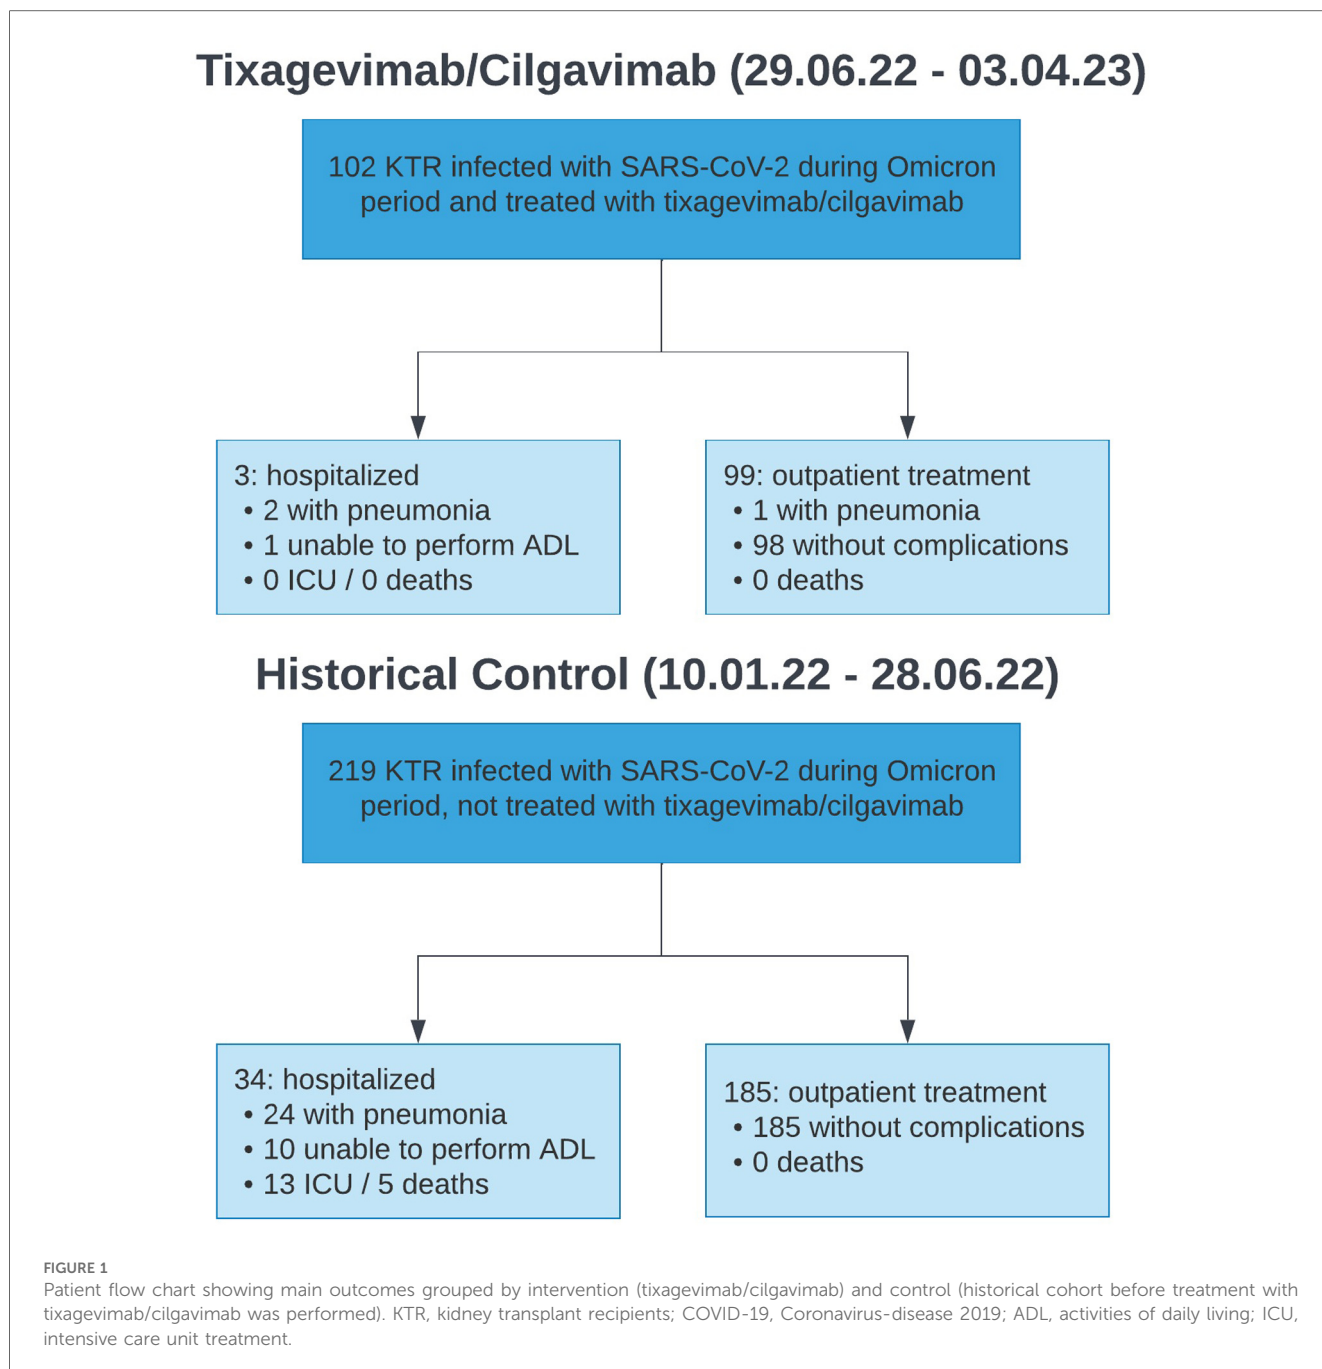 Tixagevimab/Cilgavimab (29.06.22 - 03.04.23)
102 KTR infected with SARS-CoV-2 during Omicron
period and treated with tixagevimab/cilgavimab
3: hospitalized
• 2 with pneumonia
• 1 unable to perform ADL
• 0 ICU / 0 deaths
99: outpatient treatment
• 1 with pneumonia
• 98 without complications
• 0 deaths
Historical Control (10.01.22 - 28.06.22)
219 KTR infected with SARS-CoV-2 during Omicron
period, not treated with tixagevimab/cilgavimab
34: hospitalized
• 24 with pneumonia
• 10 unable to perform ADL
• 13 ICU / 5 deaths
185: outpatient treatment
• 185 without complications
• 0 deaths
FIGURE 1
Patient flow chart showing main outcomes grouped by intervention (tixagevimab/cilgavimab) and control (historical cohort before treatment with
tixagevimab/cilgavimab was performed). KTR, kidney transplant recipients; COVID-19, Coronavirus-disease 2019; ADL, activities of daily living; ICU,
intensive care unit treatment.